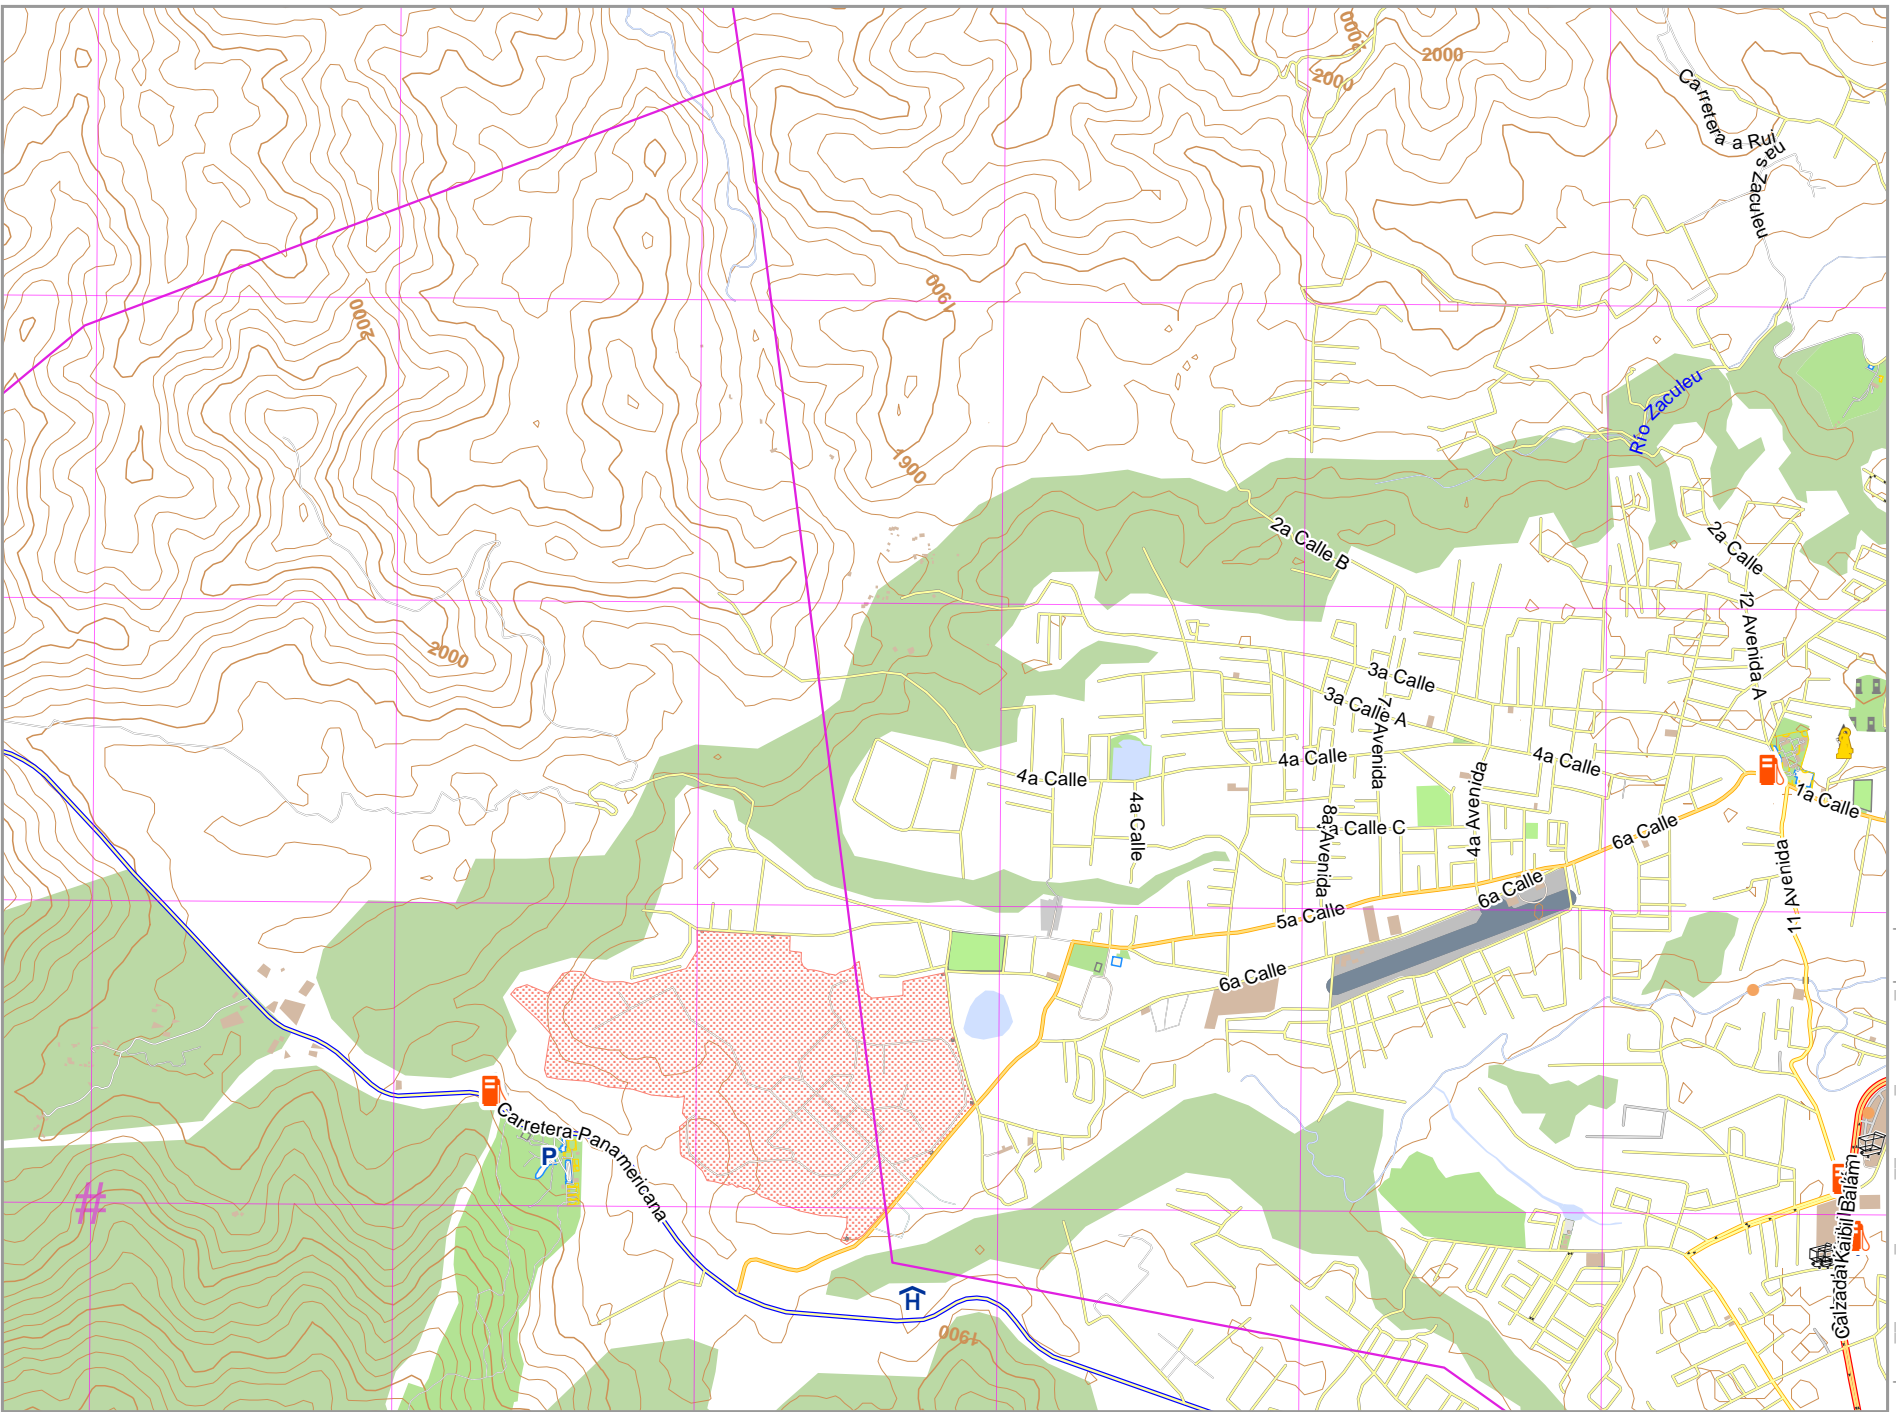 2000
2000
2000
Carretera a Ruinas Zaculeu
1900
2000
Río Zaculeu
1900
2a Calle B
2a Calle
12 Avenida A
2000
3a Calle
3a Calle A
7a Avenida
4a Calle
4a Calle
4a Calle
4a Calle
4a Avenida
1a Calle
8a Avenida
Calle C
6a Calle
11 Avenida
6a Calle
5a Calle
6a Calle
Carretera Panamericana
P
#
Calzada Kaibil Balam
H
1900